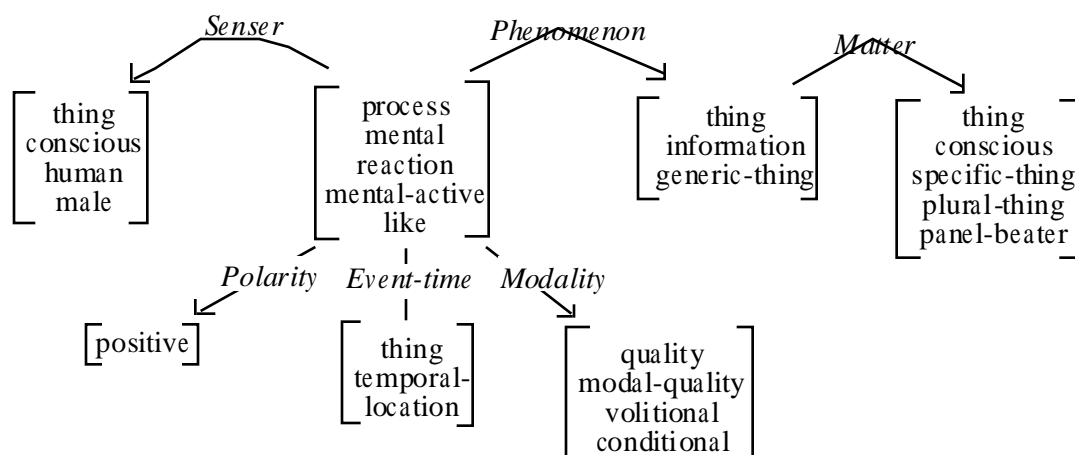 Senser
Phenomenon
Matter
thing
conscious
human
male
process
mental
reaction
mental-active
like
thing
information
generic-thing
thing
conscious
specific-thing
plural-thing
panel-beater
Polarity
Event-time
Modality
positive
thing
temporal-
location
quality
modal-quality
volitional
conditional